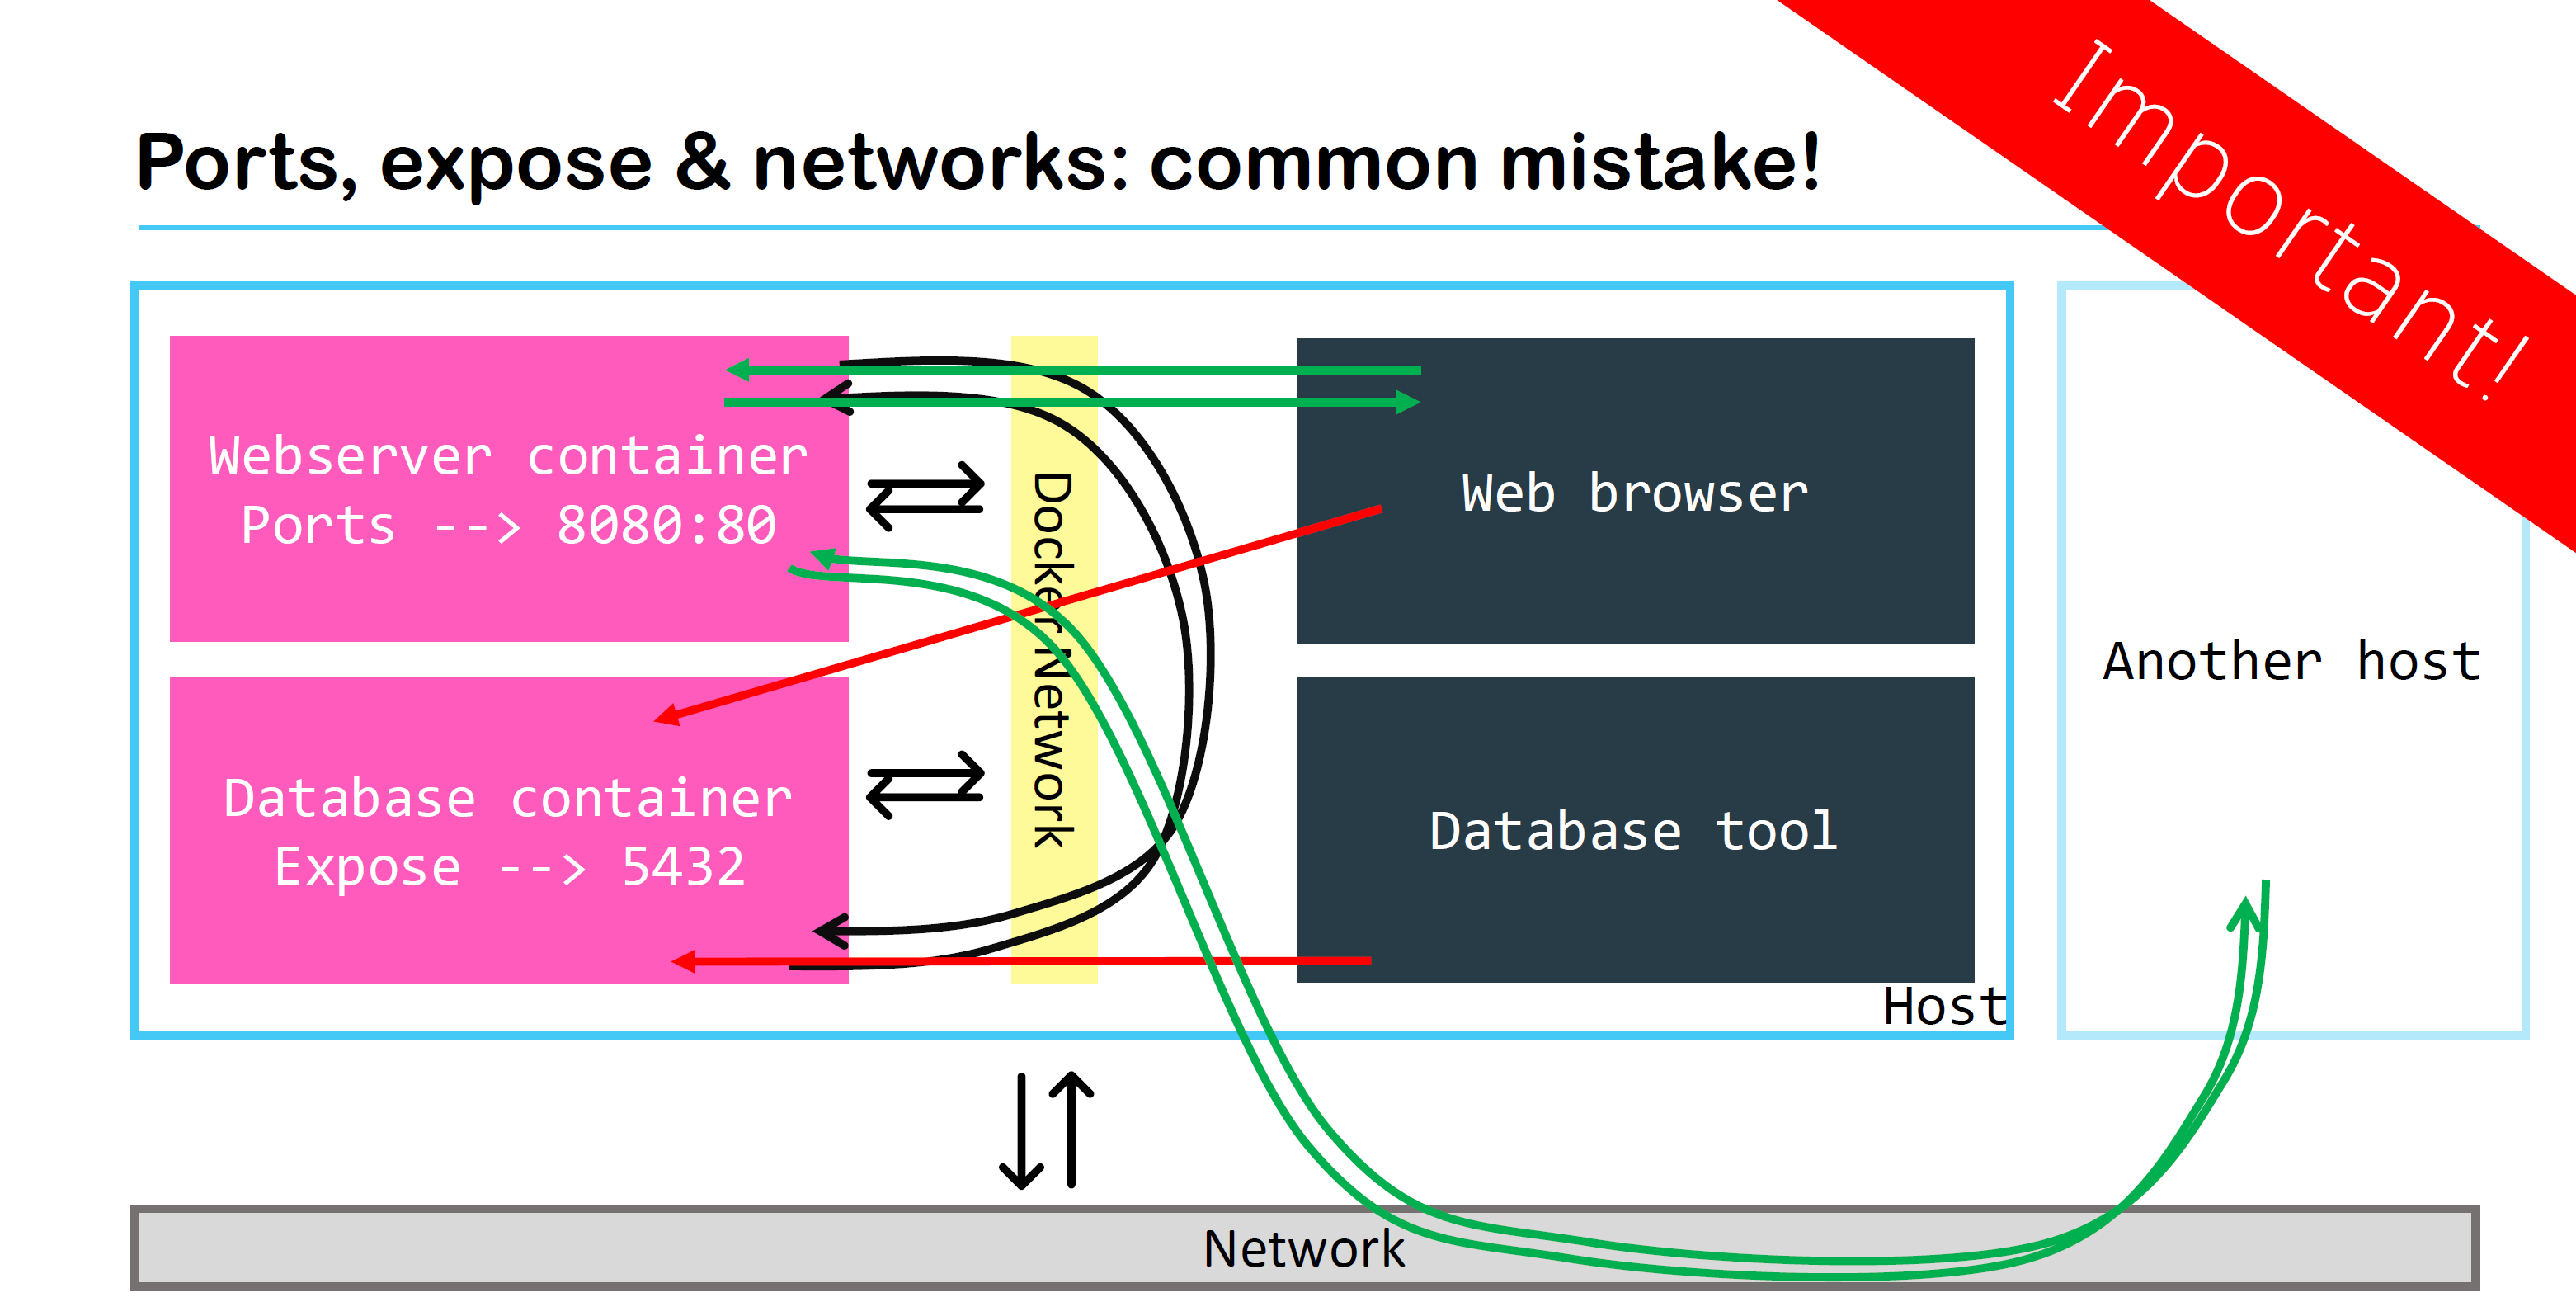 Important!
Ports, expose & networks: common mistake!
Webserver container
Ports --> 8080:80
Docker Network
Web browser
Another host
Database container
Expose --> 5432
Database tool
Host
Network